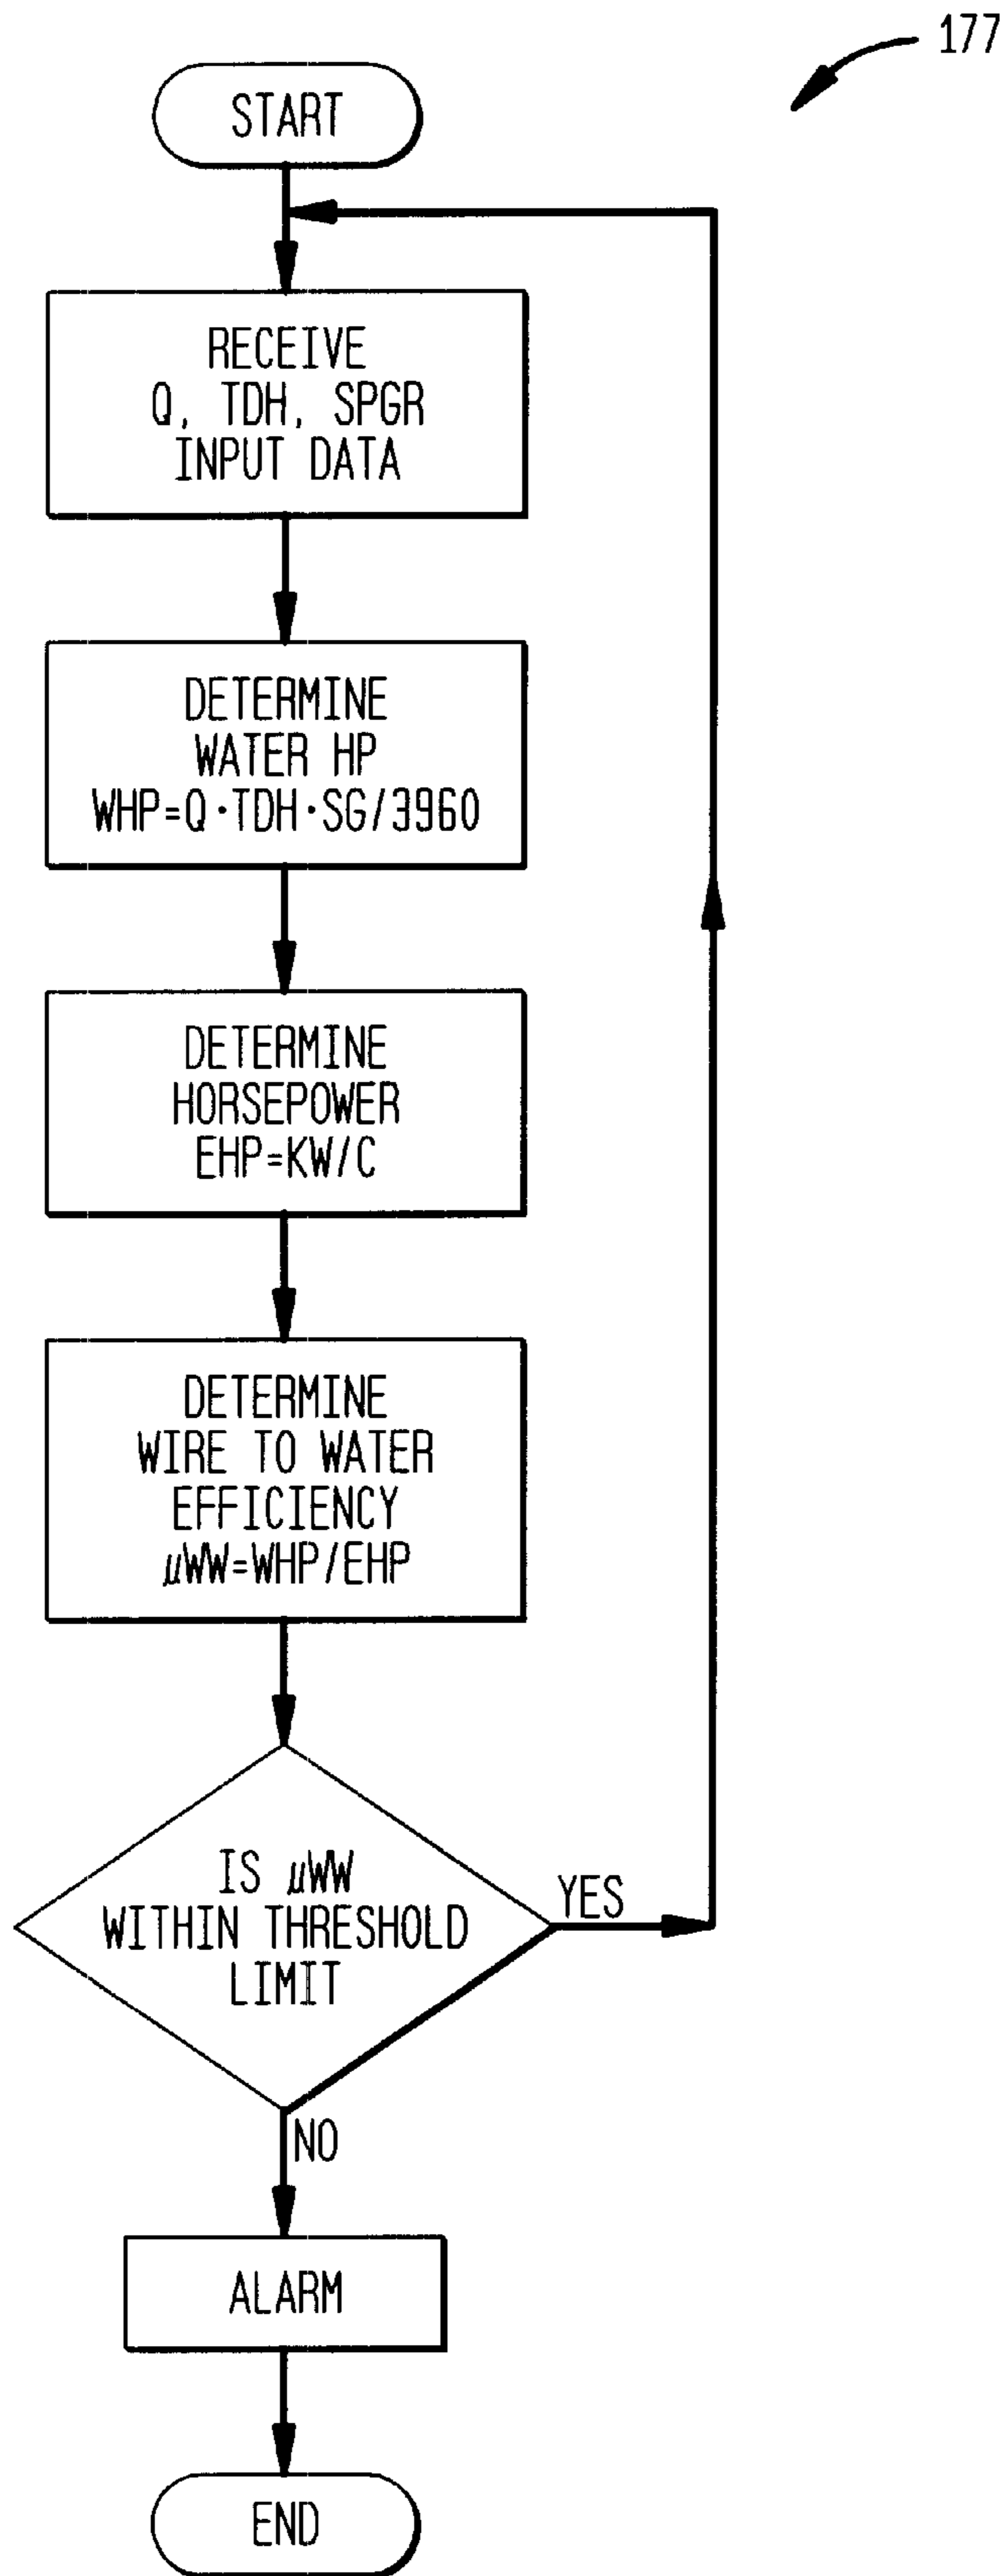 177
START
RECEIVE
Q, TDH, SPGR
INPUT DATA
DETERMINE
WATER HP
WHP=Q·TDH·SG/3960
DETERMINE
HORSEPOWER
EHP=KW/C
DETERMINE
WIRE TO WATER
EFFICIENCY
μWW=WHP/EHP
IS μWW
WITHIN THRESHOLD
LIMIT
YES
NO
ALARM
END